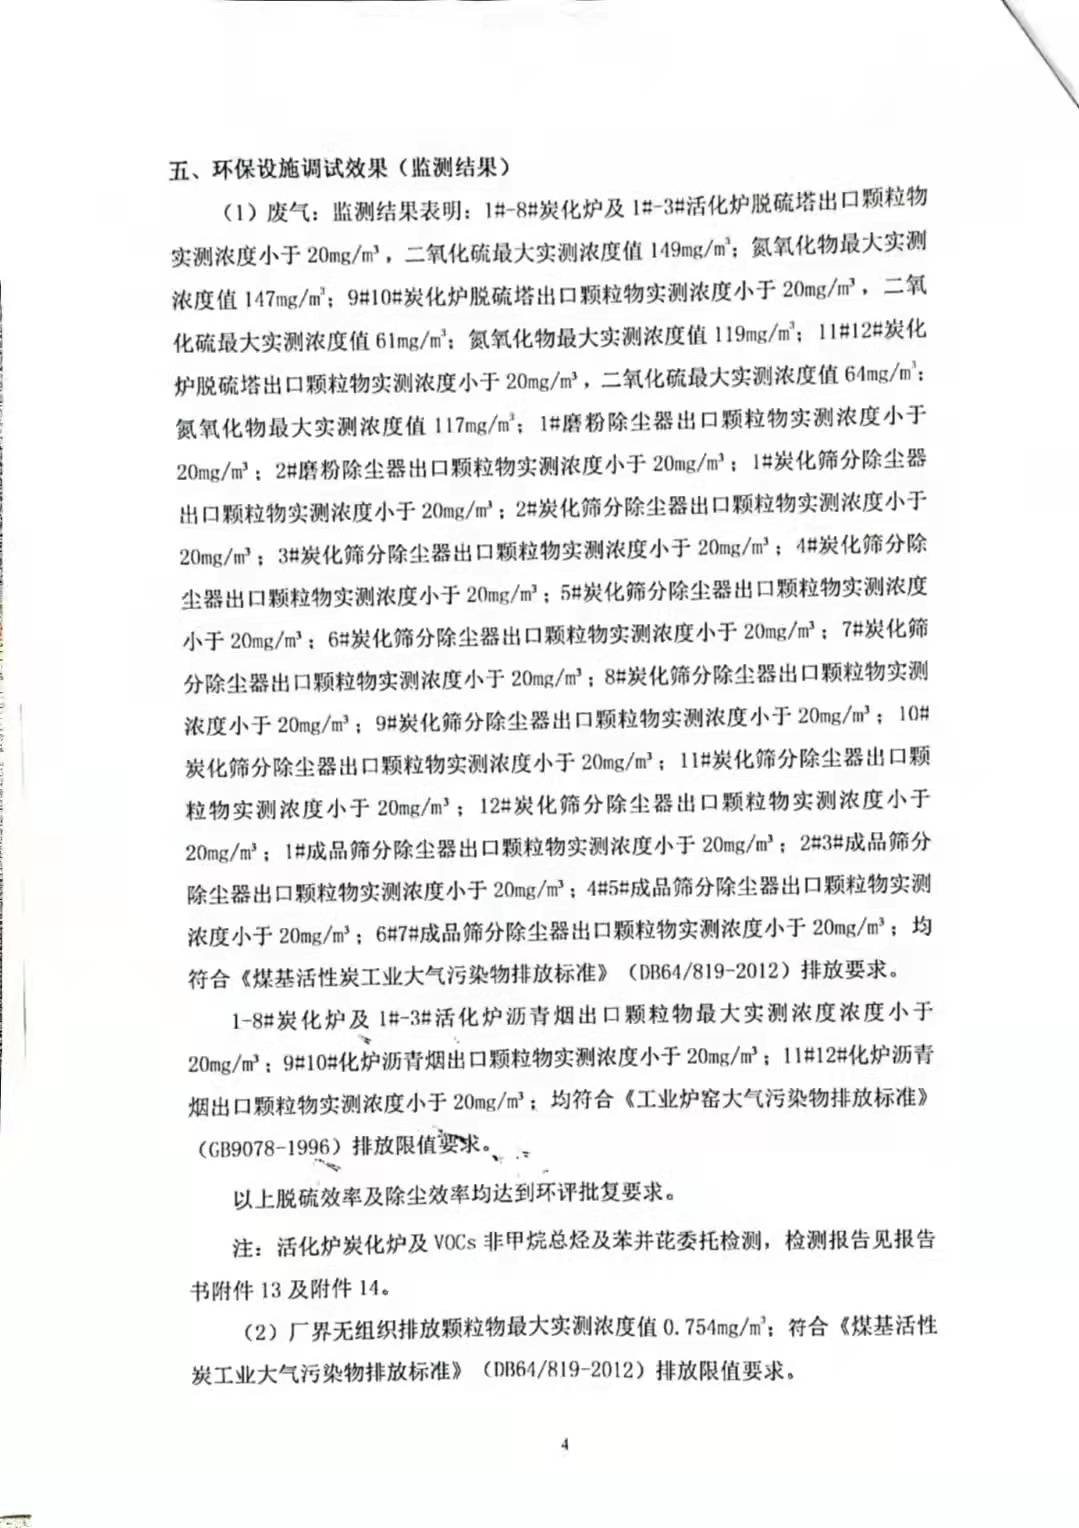 五、环保设施调试效果（监测结果）
（1）废气：监测结果表明：1#-8#炭化炉及1#-3#活化炉脱硫塔出口颗粒物
实测浓度小于20mg/m³，二氧化硫最大实测浓度值149mg/m³；氮氧化物最大实测
浓度值147mg/m³；9#10#炭化炉脱硫塔出口颗粒物实测浓度小于20mg/m³，二氧
化硫最大实测浓度值61mg/m³；氮氧化物最大实测浓度值119mg/m³；11#12#炭化
炉脱硫塔出口颗粒物实测浓度小于20mg/m³，二氧化硫最大实测浓度值64mg/m³；
氮氧化物最大实测浓度值117mg/m³；1#磨粉除尘器出口颗粒物实测浓度小于
20mg/m³；2#磨粉除尘器出口颗粒物实测浓度小于20mg/m³；1#炭化筛分除尘器
出口颗粒物实测浓度小于20mg/m³；2#炭化筛分除尘器出口颗粒物实测浓度小于
20mg/m³；3#炭化筛分除尘器出口颗粒物实测浓度小于20mg/m³；4#炭化筛分除
尘器出口颗粒物实测浓度小于20mg/m³；5#炭化筛分除尘器出口颗粒物实测浓度
小于20mg/m³；6#炭化筛分除尘器出口颗粒物实测浓度小于20mg/m³；7#炭化筛
分除尘器出口颗粒物实测浓度小于20mg/m³；8#炭化筛分除尘器出口颗粒物实测
浓度小于20mg/m³；9#炭化筛分除尘器出口颗粒物实测浓度小于20mg/m³；10#
炭化筛分除尘器出口颗粒物实测浓度小于20mg/m³；11#炭化筛分除尘器出口颗
粒物实测浓度小于20mg/m³；12#炭化筛分除尘器出口颗粒物实测浓度小于
20mg/m³；1#成品筛分除尘器出口颗粒物实测浓度小于20mg/m³；2#3#成品筛分
除尘器出口颗粒物实测浓度小于20mg/m³；4#5#成品筛分除尘器出口颗粒物实测
浓度小于20mg/m³；6#7#成品筛分除尘器出口颗粒物实测浓度小于20mg/m³；均
符合《煤基活性炭工业大气污染物排放标准》（DB64/819-2012）排放要求。
1-8#炭化炉及1#-3#活化炉沥青烟出口颗粒物最大实测浓度浓度小于
20mg/m³；9#10#化炉沥青烟出口颗粒物实测浓度小于20mg/m³；11#12#化炉沥青
烟出口颗粒物实测浓度小于20mg/m³；均符合《工业炉窑大气污染物排放标准》
（GB9078-1996）排放限值要求。
以上脱硫效率及除尘效率均达到环评批复要求。
注：活化炉炭化炉及VOCs非甲烷总烃及苯并芘委托检测，检测报告见报告
书附件13及附件14。
（2）厂界无组织排放颗粒物最大实测浓度值0.754mg/m³；符合《煤基活性
炭工业大气污染物排放标准》（DB64/819-2012）排放限值要求。
4